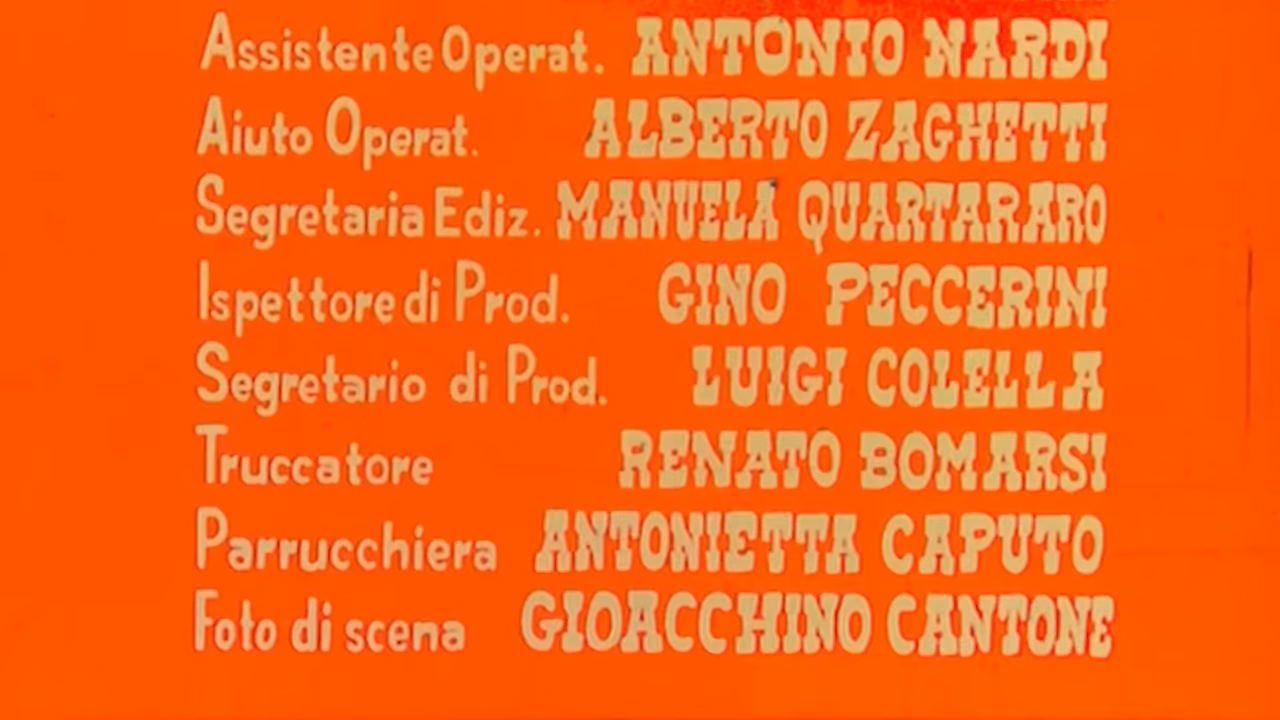 Assistente Operat. ANTONIO NARDI
Aiuto Operat. ALBERTO ZAGHETTI
Segretaria Ediz. MANUELA QUARTARARO
Ispettore di Prod. GINO PECCERINI
Segretario di Prod. LUIGI COLELLA
Truccatore RENATO BOMARSI
Parrucchiera ANTONIETTA CAPUTO
Foto di scena GIOACCHINO CANTONE